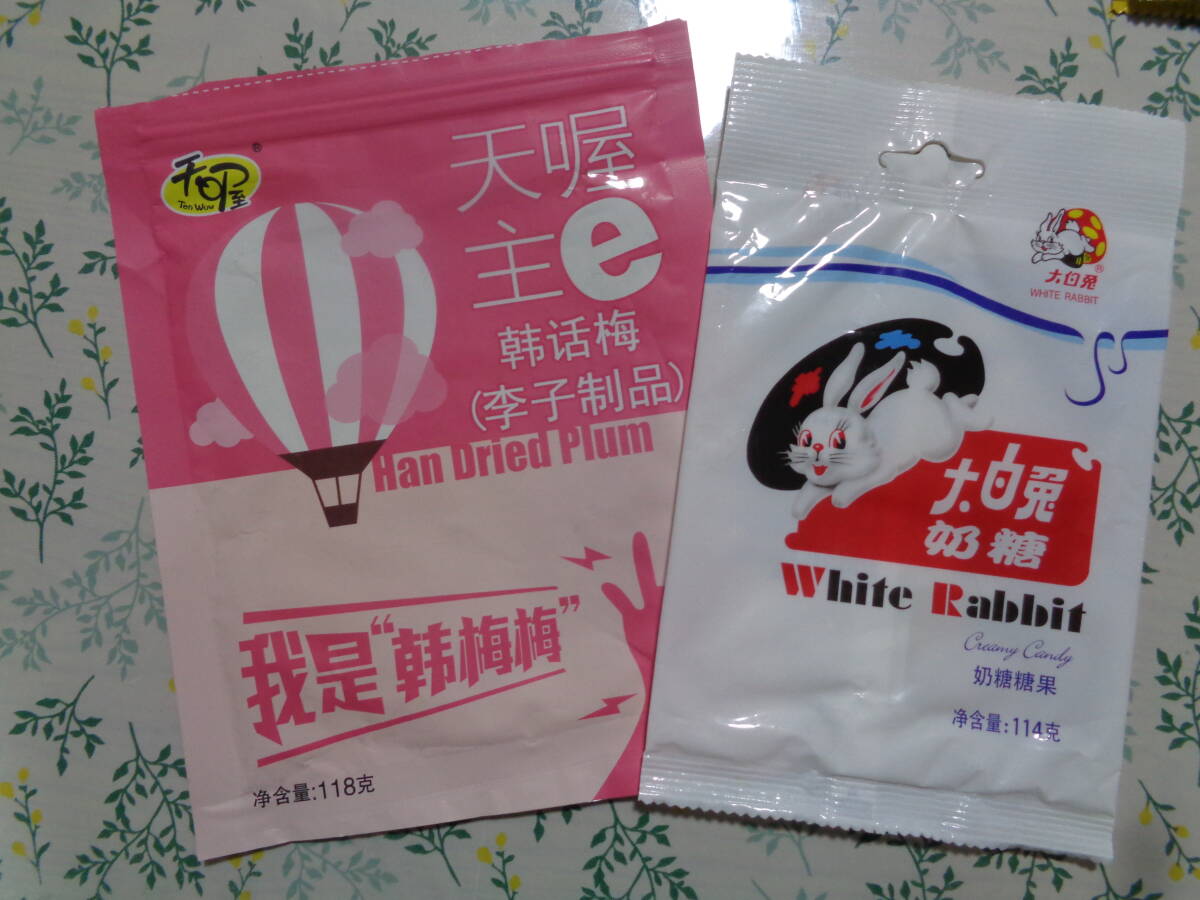 天喔
Ten Wow
®
天喔
主e
韩话梅
(李子制品)
Han Dried Plum
我是“韩梅梅”
净含量:118克
大白兔®
WHITE RABBIT
大白兔
奶糖
White Rabbit
Creamy Candy
奶糖糖果
净含量:114克